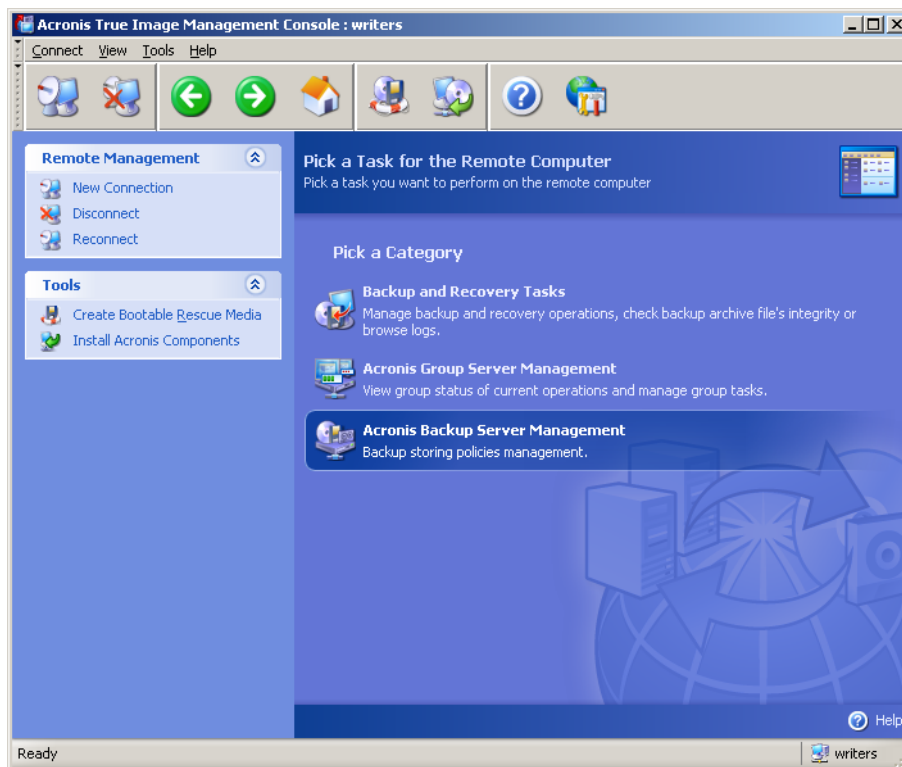 Acronis True Image Management Console : writers
Connect View Tools Help
Remote Management
New Connection
Disconnect
Reconnect
Tools
Create Bootable Rescue Media
Install Acronis Components
Pick a Task for the Remote Computer
Pick a task you want to perform on the remote computer
Pick a Category
Backup and Recovery Tasks
Manage backup and recovery operations, check backup archive file's integrity or
browse logs.
Acronis Group Server Management
View group status of current operations and manage group tasks.
Acronis Backup Server Management
Backup storing policies management.
Help
Ready
writers